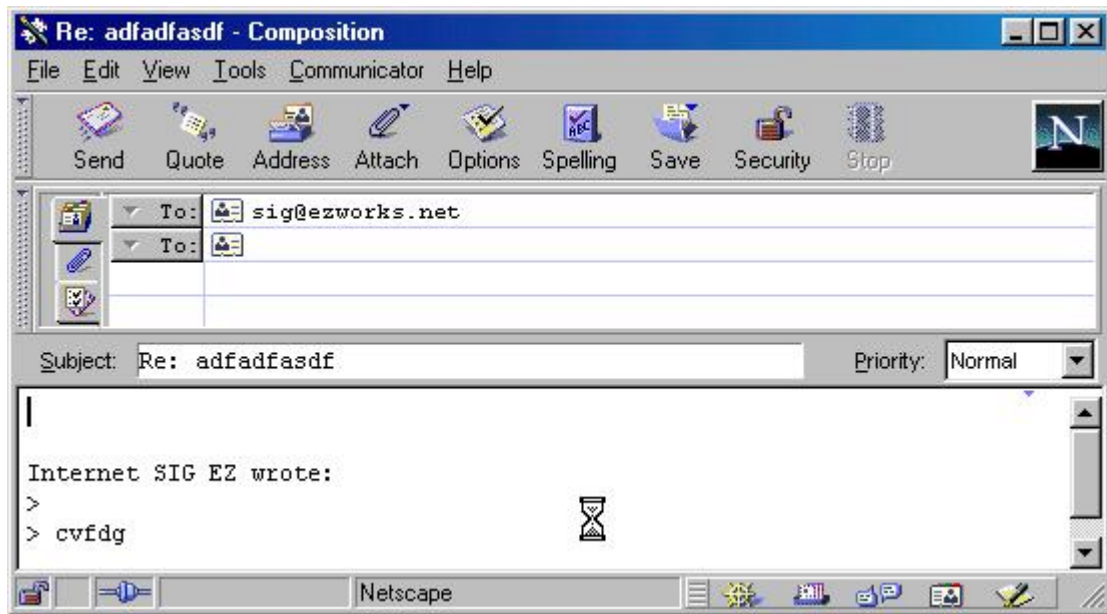 Re: adfadfasdf - Composition
File Edit View Tools Communicator Help
Send Quote Address Attach Options Spelling Save Security Stop
ABC
N
To: sig@ezworks.net
To:
Subject: Re: adfadfasdf Priority: Normal
Internet SIG EZ wrote:
>
> cvfdg
Netscape